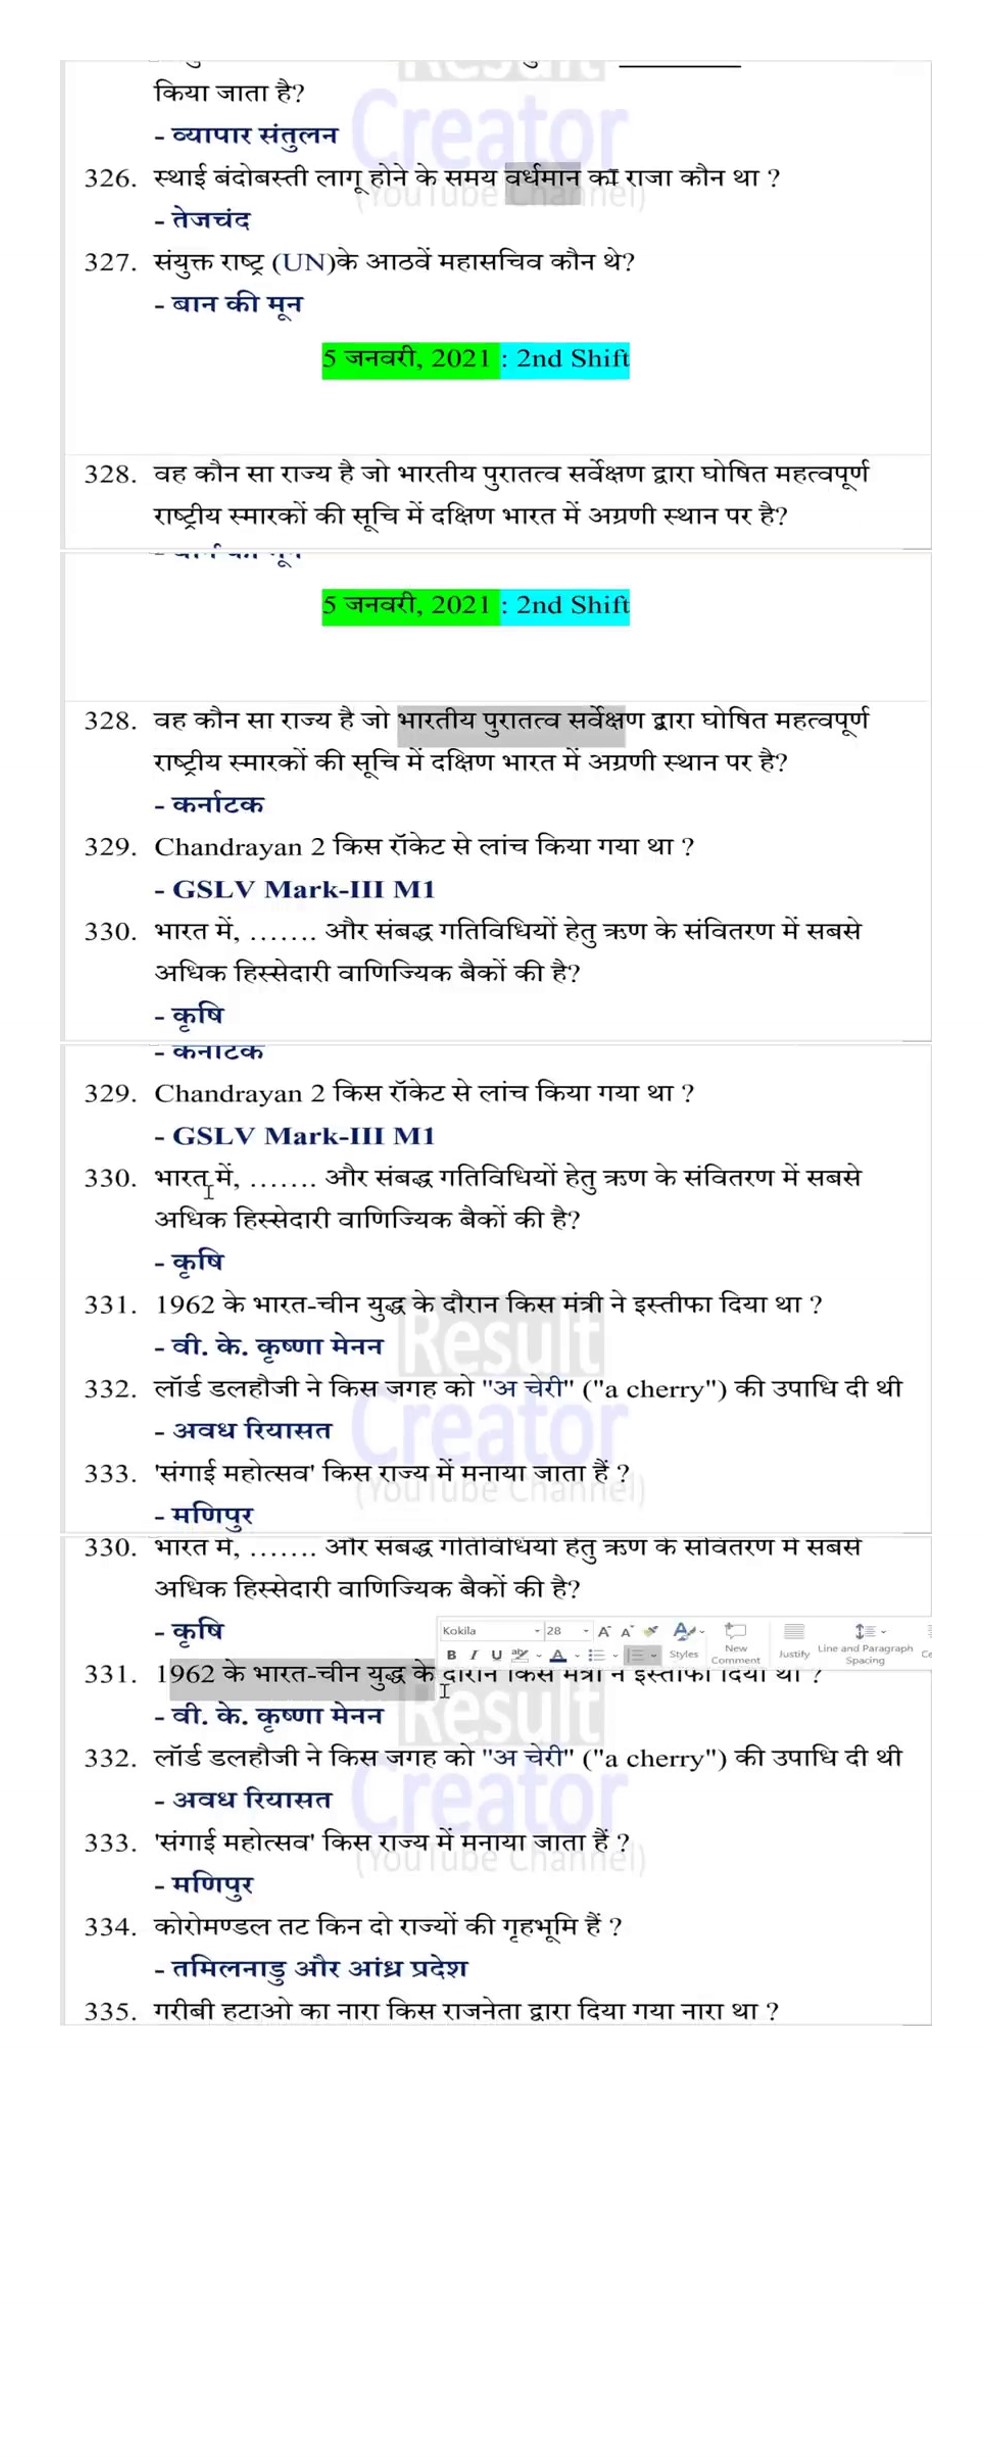 किया जाता है?
- व्यापार संतुलन
326. स्थाई बंदोबस्ती लागू होने के समय वर्धमान का राजा कौन था ?
- तेजचंद
327. संयुक्त राष्ट्र (UN)के आठवें महासचिव कौन थे?
- बान की मून
5 जनवरी, 2021 : 2nd Shift
328. वह कौन सा राज्य है जो भारतीय पुरातत्व सर्वेक्षण द्वारा घोषित महत्वपूर्ण
राष्ट्रीय स्मारकों की सूचि में दक्षिण भारत में अग्रणी स्थान पर है?
5 जनवरी, 2021 : 2nd Shift
328. वह कौन सा राज्य है जो भारतीय पुरातत्व सर्वेक्षण द्वारा घोषित महत्वपूर्ण
राष्ट्रीय स्मारकों की सूचि में दक्षिण भारत में अग्रणी स्थान पर है?
- कर्नाटक
329. Chandrayan 2 किस रॉकेट से लांच किया गया था ?
- GSLV Mark-III M1
330. भारत में, ....... और संबद्ध गतिविधियों हेतु ऋण के संवितरण में सबसे
अधिक हिस्सेदारी वाणिज्यिक बैकों की है?
- कृषि
- कर्नाटक
329. Chandrayan 2 किस रॉकेट से लांच किया गया था ?
- GSLV Mark-III M1
330. भारत में, ....... और संबद्ध गतिविधियों हेतु ऋण के संवितरण में सबसे
अधिक हिस्सेदारी वाणिज्यिक बैकों की है?
- कृषि
331. 1962 के भारत-चीन युद्ध के दौरान किस मंत्री ने इस्तीफा दिया था ?
- वी. के. कृष्णा मेनन
332. लॉर्ड डलहौजी ने किस जगह को "अ चेरी" ("a cherry") की उपाधि दी थी
- अवध रियासत
333. 'संगाई महोत्सव' किस राज्य में मनाया जाता हैं ?
- मणिपुर
330. भारत में, ....... और संबद्ध गतिविधियों हेतु ऋण के संवितरण में सबसे
अधिक हिस्सेदारी वाणिज्यिक बैकों की है?
- कृषि
Kokila 28 A A A
B I U ab A Styles New Comment Justify Line and Paragraph Spacing
331. 1962 के भारत-चीन युद्ध के दौरान किस मंत्री ने इस्तीफा दिया था ?
- वी. के. कृष्णा मेनन
332. लॉर्ड डलहौजी ने किस जगह को "अ चेरी" ("a cherry") की उपाधि दी थी
- अवध रियासत
333. 'संगाई महोत्सव' किस राज्य में मनाया जाता हैं ?
- मणिपुर
334. कोरोमण्डल तट किन दो राज्यों की गृहभूमि हैं ?
- तमिलनाडु और आंध्र प्रदेश
335. गरीबी हटाओ का नारा किस राजनेता द्वारा दिया गया नारा था ?
Result
Creator
(YouTube Channel)